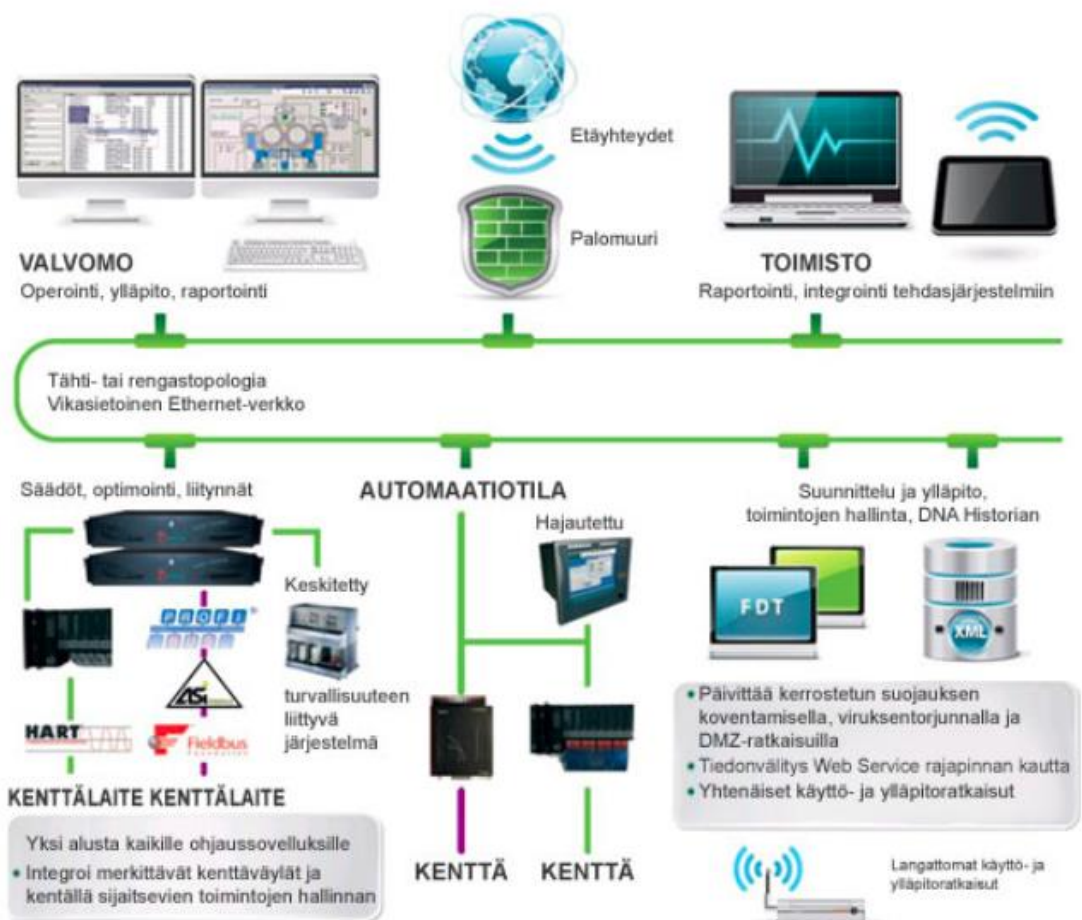 Etäyhteydet
Palomuuri
VALVOMO
Operointi, ylläpito, raportointi
TOIMISTO
Raportointi, integrointi tehdasjärjestelmiin
Tähti- tai rengastopologia
Vikasietoinen Ethernet-verkko
Säädöt, optimointi, liitynnät
AUTOMAATIOTILA
Hajautettu
Suunnittelu ja ylläpito,
toimintojen hallinta, DNA Historian
Keskitetty
PROFI
BUS
ASi
turvallisuuteen
liittyvä
järjestelmä
HART
Fieldbus
FDT
XML
KENTTÄLAITE KENTTÄLAITE
Yksi alusta kaikille ohjaussovelluksille
• Integroi merkittävät kenttäväylät ja
kentällä sijaitsevien toimintojen hallinnan
KENTTÄ
KENTTÄ
• Päivittää kerrostetun suojauksen
koventamisella, viruksentorjunnalla ja
DMZ-ratkaisuilla
• Tiedonvälitys Web Service rajapinnan kautta
• Yhtenäiset käyttö- ja ylläpitoratkaisut
Langattomat käyttö- ja
ylläpitoratkaisut